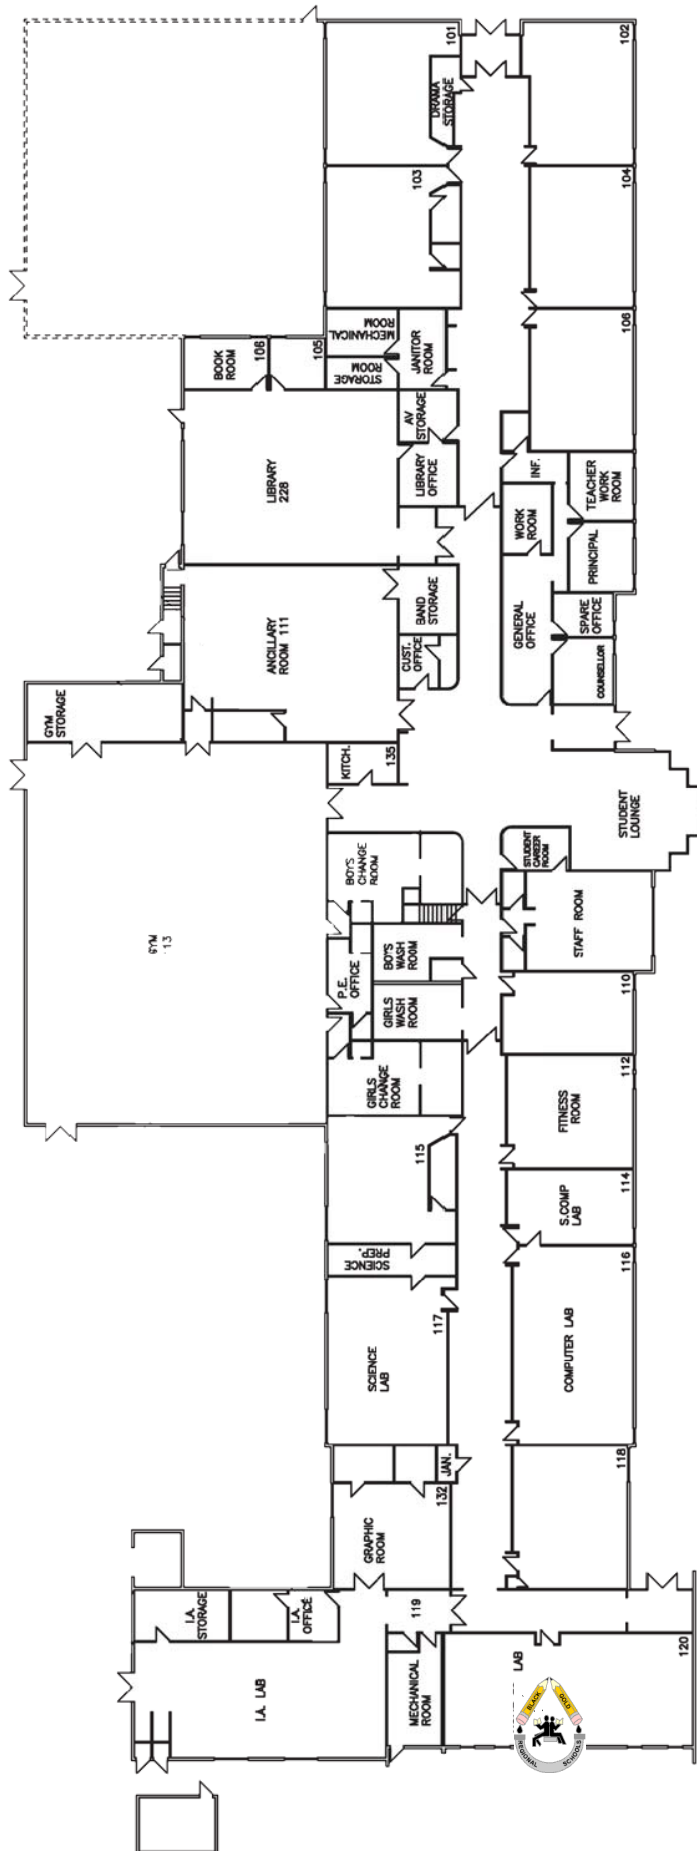 101
102
DRAMA
STORAGE
103
104
MECHANICAL
ROOM
JANITOR
ROOM
STORAGE
ROOM
106
BOOK
ROOM
106
105
AV
STORAGE
LIBRARY
228
LIBRARY
OFFICE
INF.
TEACHER
WORK
ROOM
WORK
ROOM
PRINCIPAL
BAND
STORAGE
GENERAL
OFFICE
SPARE
OFFICE
ANCILLARY
ROOM 111
CUST.
OFFICE
COUNSELLOR
GYM
STORAGE
KITCH.
135
STUDENT
LOUNGE
STUDENT
CAREER
ROOM
BOYS
CHANGE
ROOM
GYM
13
STAFF ROOM
BOYS
WASH
ROOM
P.E.
OFFICE
110
GIRLS
WASH
ROOM
GIRLS
CHANGE
ROOM
112
FITNESS
ROOM
115
114
S.COMP
LAB
SCIENCE
PREP.
116
117
SCIENCE
LAB
COMPUTER LAB
JAN.
118
132
GRAPHIC
ROOM
I.A.
STORAGE
I.A.
OFFICE
119
I.A. LAB
MECHANICAL
ROOM
LAB
120
BLACK
GOLD
REGIONAL
SCHOOLS